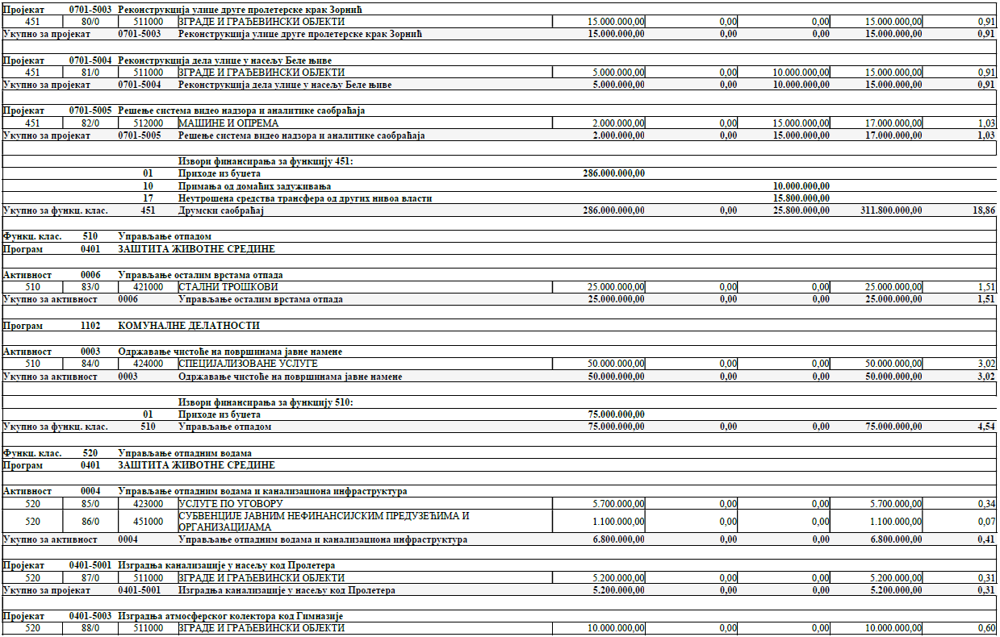 Пројекат 0701-5003 Реконструкција улице друге пролетерске крак Зорнић
451 80/0 511000 ЗГРАДЕ И ГРАЂЕВИНСКИ ОБЈЕКТИ 15.000.000,00 0,00 0,00 15.000.000,00 0,91
Укупно за пројекат 0701-5003 Реконструкција улице друге пролетерске крак Зорнић 15.000.000,00 0,00 0,00 15.000.000,00 0,91
Пројекат 0701-5004 Реконструкција дела улице у насељу Беле њиве
451 81/0 511000 ЗГРАДЕ И ГРАЂЕВИНСКИ ОБЈЕКТИ 5.000.000,00 0,00 10.000.000,00 15.000.000,00 0,91
Укупно за пројекат 0701-5004 Реконструкција дела улице у насељу Беле њиве 5.000.000,00 0,00 10.000.000,00 15.000.000,00 0,91
Пројекат 0701-5005 Решење система видео надзора и аналитике саобраћаја
451 82/0 512000 МАШИНЕ И ОПРЕМА 2.000.000,00 0,00 15.000.000,00 17.000.000,00 1,03
Укупно за пројекат 0701-5005 Решење система видео надзора и аналитике саобраћаја 2.000.000,00 0,00 15.000.000,00 17.000.000,00 1,03
Извори финансирања за функцију 451:
01 Приходе из буџета 286.000.000,00
10 Примања од домаћих задуживања 10.000.000,00
17 Неутрошена средства трансфера од других нивоа власти 15.800.000,00
Укупно за функц. клас. 451 Друмски саобраћај 286.000.000,00 0,00 25.800.000,00 311.800.000,00 18,86
Функц. клас. 510 Управљање отпадом
Програм 0401 ЗАШТИТА ЖИВОТНЕ СРЕДИНЕ
Активност 0006 Управљање осталим врстама отпада
510 83/0 421000 СТАЛНИ ТРОШКОВИ 25.000.000,00 0,00 0,00 25.000.000,00 1,51
Укупно за активност 0006 Управљање осталим врстама отпада 25.000.000,00 0,00 0,00 25.000.000,00 1,51
Програм 1102 КОМУНАЛНЕ ДЕЛАТНОСТИ
Активност 0003 Одржавање чистоће на површинама јавне намене
510 84/0 424000 СПЕЦИЈАЛИЗОВАНЕ УСЛУГЕ 50.000.000,00 0,00 0,00 50.000.000,00 3,02
Укупно за активност 0003 Одржавање чистоће на површинама јавне намене 50.000.000,00 0,00 0,00 50.000.000,00 3,02
Извори финансирања за функцију 510:
01 Приходе из буџета 75.000.000,00
Укупно за функц. клас. 510 Управљање отпадом 75.000.000,00 0,00 0,00 75.000.000,00 4,54
Функц. клас. 520 Управљање отпадним водама
Програм 0401 ЗАШТИТА ЖИВОТНЕ СРЕДИНЕ
Активност 0004 Управљање отпадним водама и канализациона инфраструктура
520 85/0 423000 УСЛУГЕ ПО УГОВОРУ 5.700.000,00 0,00 0,00 5.700.000,00 0,34
520 86/0 451000 СУБВЕНЦИЈЕ ЈАВНИМ НЕФИНАНСИЈСКИМ ПРЕДУЗЕЋИМА И
ОРГАНИЗАЦИЈАМА 1.100.000,00 0,00 0,00 1.100.000,00 0,07
Укупно за активност 0004 Управљање отпадним водама и канализациона инфраструктура 6.800.000,00 0,00 0,00 6.800.000,00 0,41
Пројекат 0401-5001 Изградња канализације у насељу код Пролетера
520 87/0 511000 ЗГРАДЕ И ГРАЂЕВИНСКИ ОБЈЕКТИ 5.200.000,00 0,00 0,00 5.200.000,00 0,31
Укупно за пројекат 0401-5001 Изградња канализације у насељу код Пролетера 5.200.000,00 0,00 0,00 5.200.000,00 0,31
Пројекат 0401-5003 Изградња атмосферског колектора код Гимназије
520 88/0 511000 ЗГРАДЕ И ГРАЂЕВИНСКИ ОБЈЕКТИ 10.000.000,00 0,00 0,00 10.000.000,00 0,60